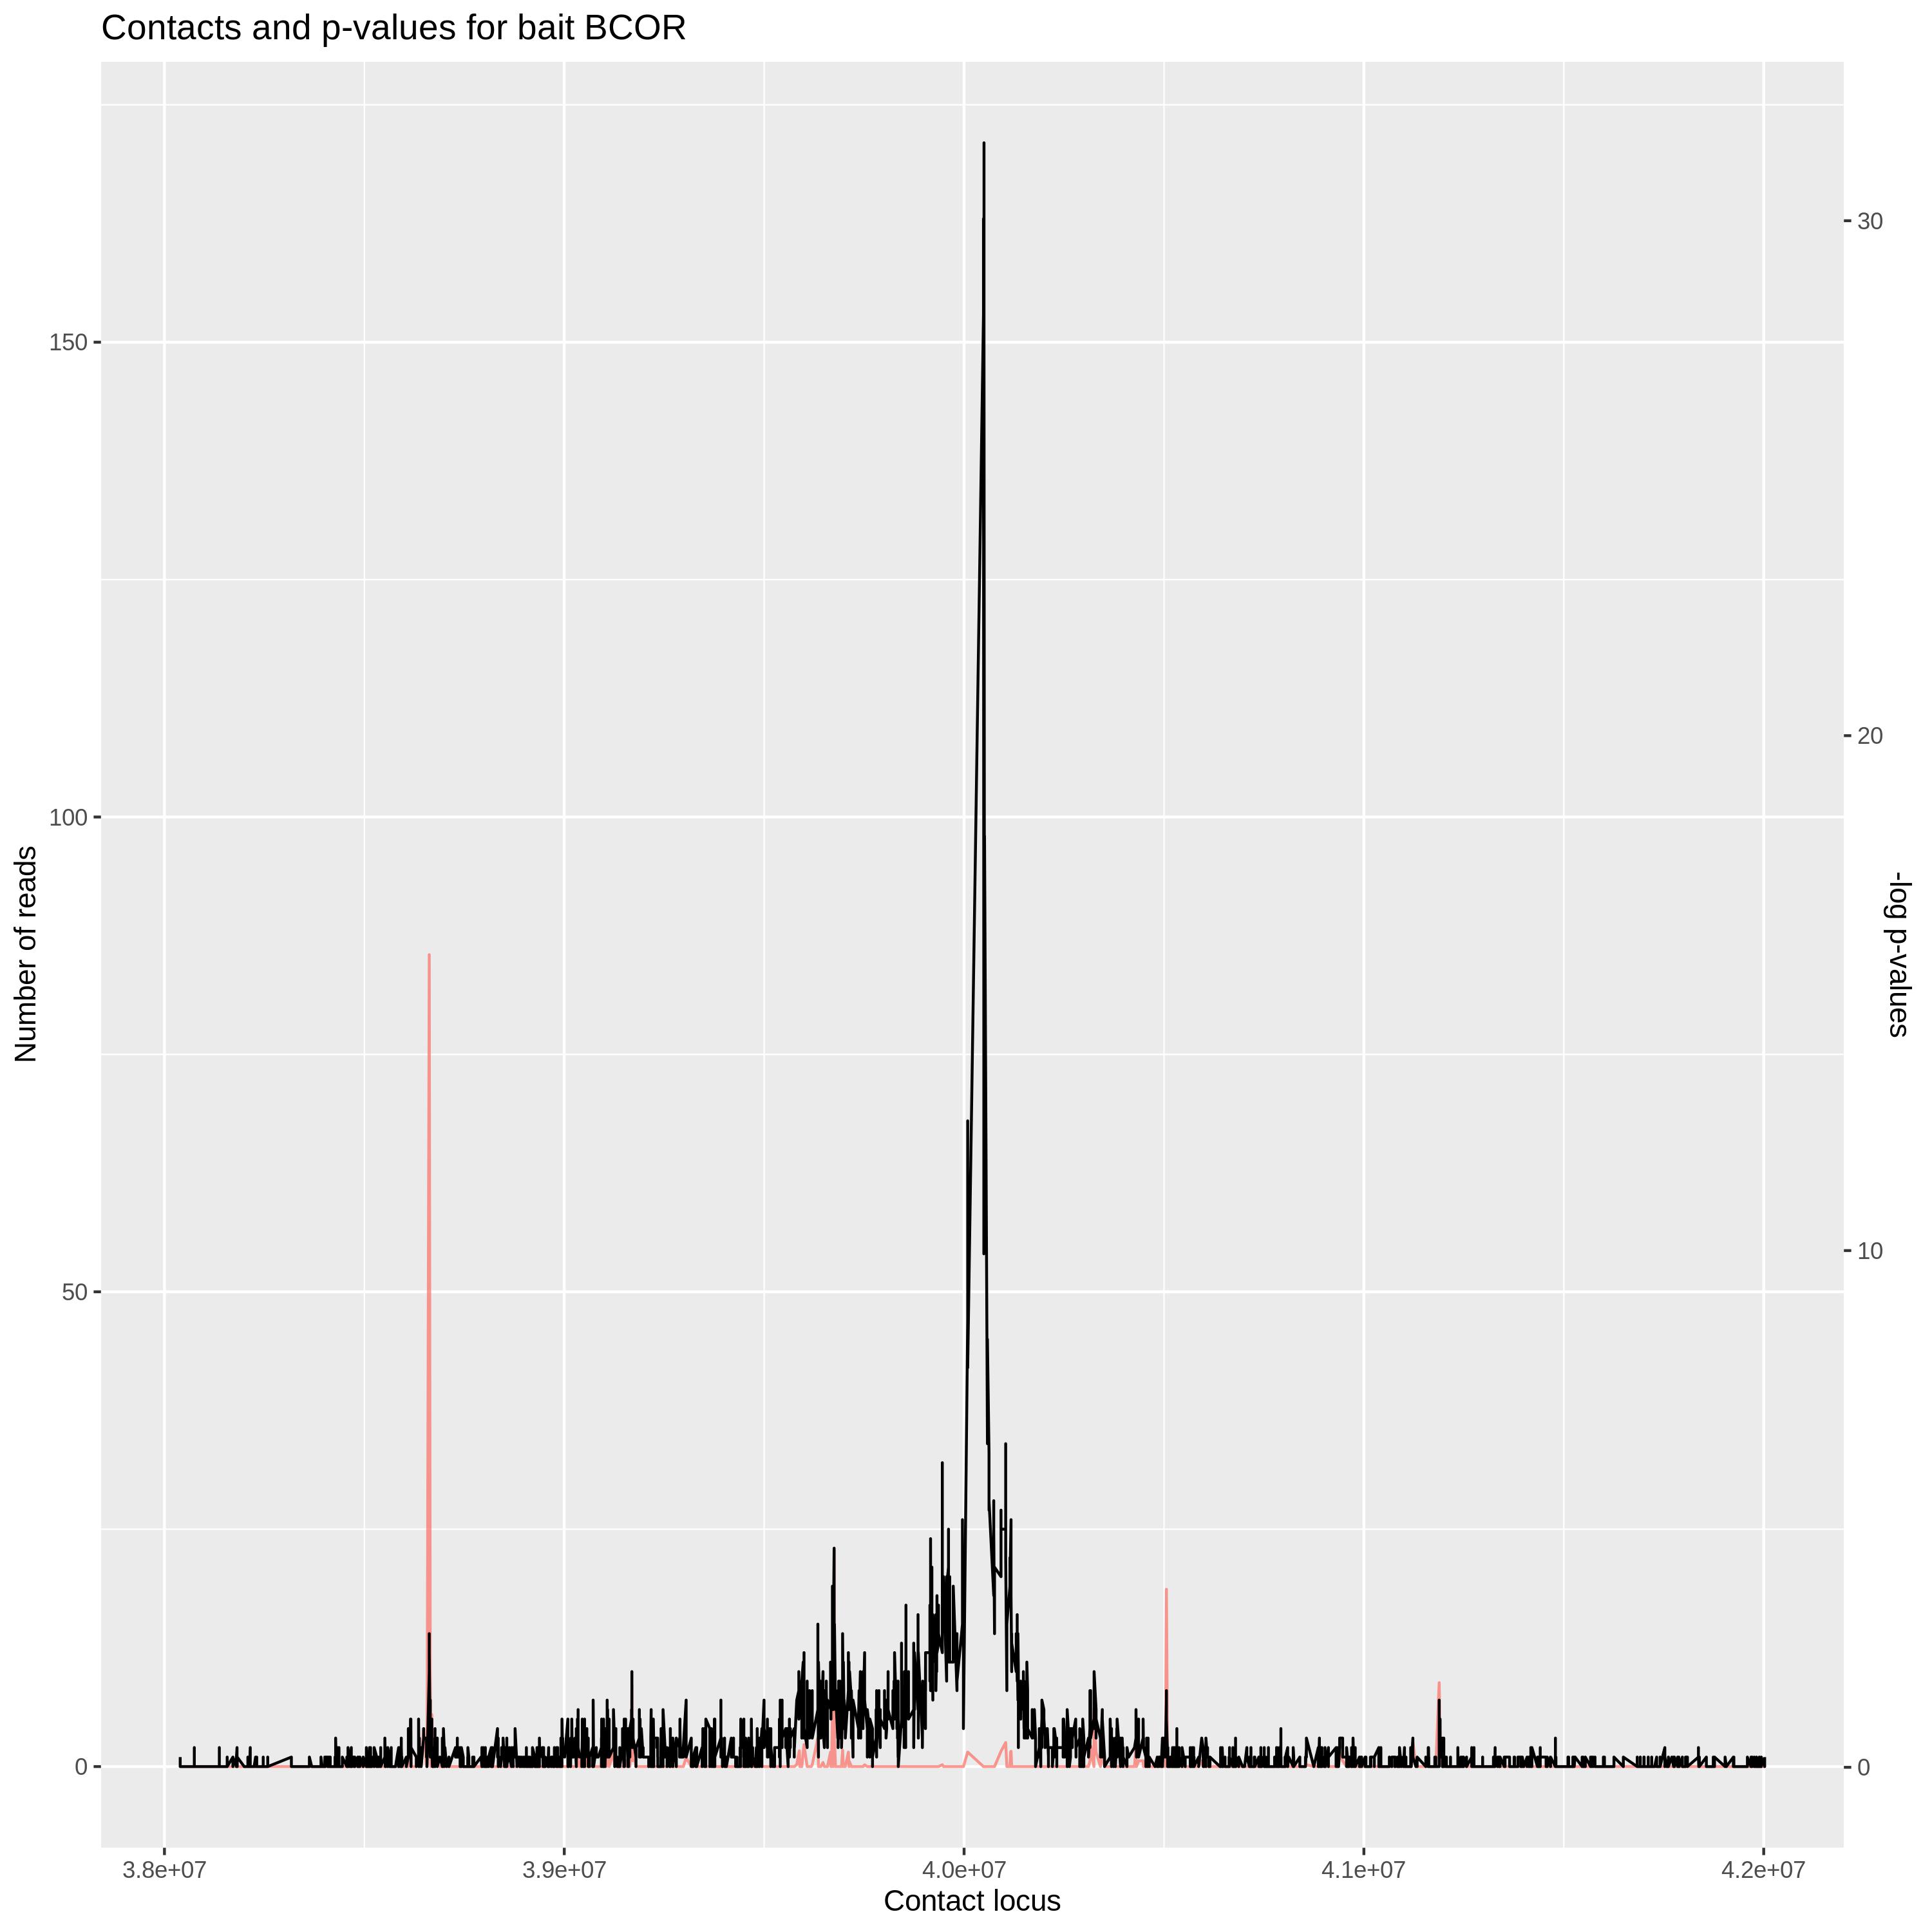 Contacts and p-values for bait BCOR
Number of reads
150
100
50
0
30
20
10
0
-log p-values
3.8e+07 3.9e+07 4.0e+07 4.1e+07 4.2e+07
Contact locus